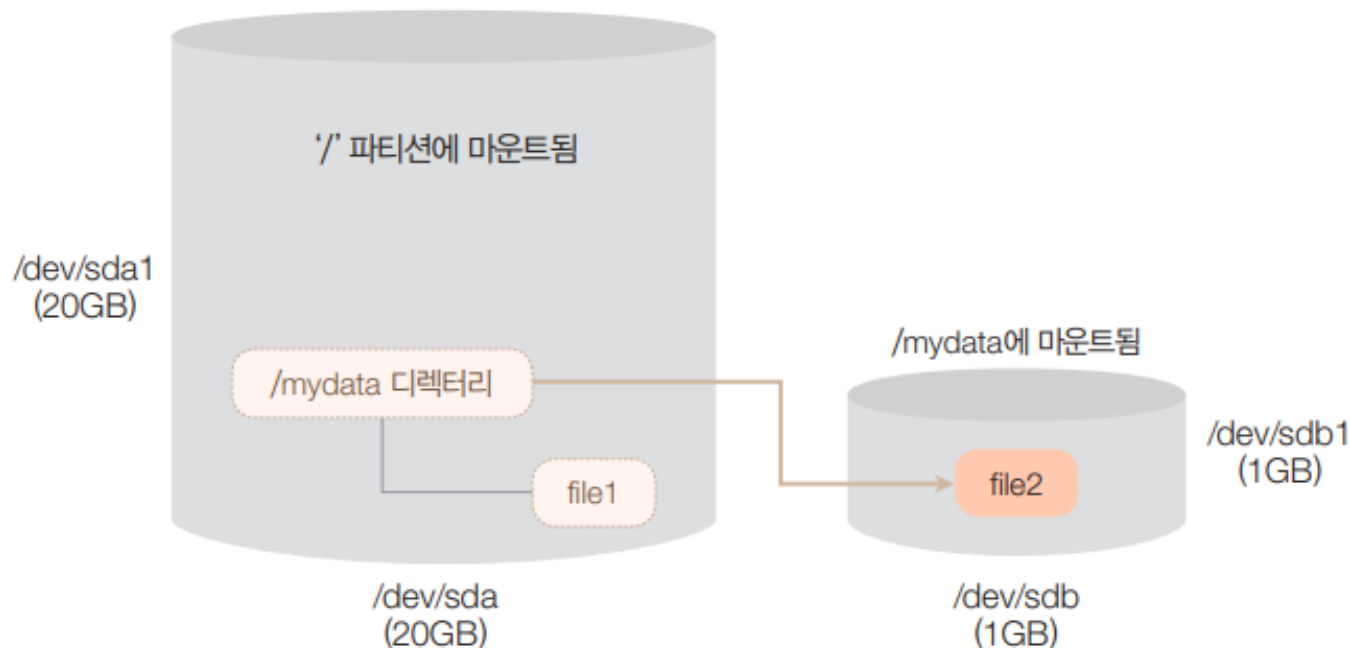 ‘/’ 파티션에 마운트됨
/dev/sda1
(20GB)
/mydata에 마운트됨
/mydata 디렉터리
/dev/sdb1
(1GB)
file1
file2
/dev/sda
(20GB)
/dev/sdb
(1GB)